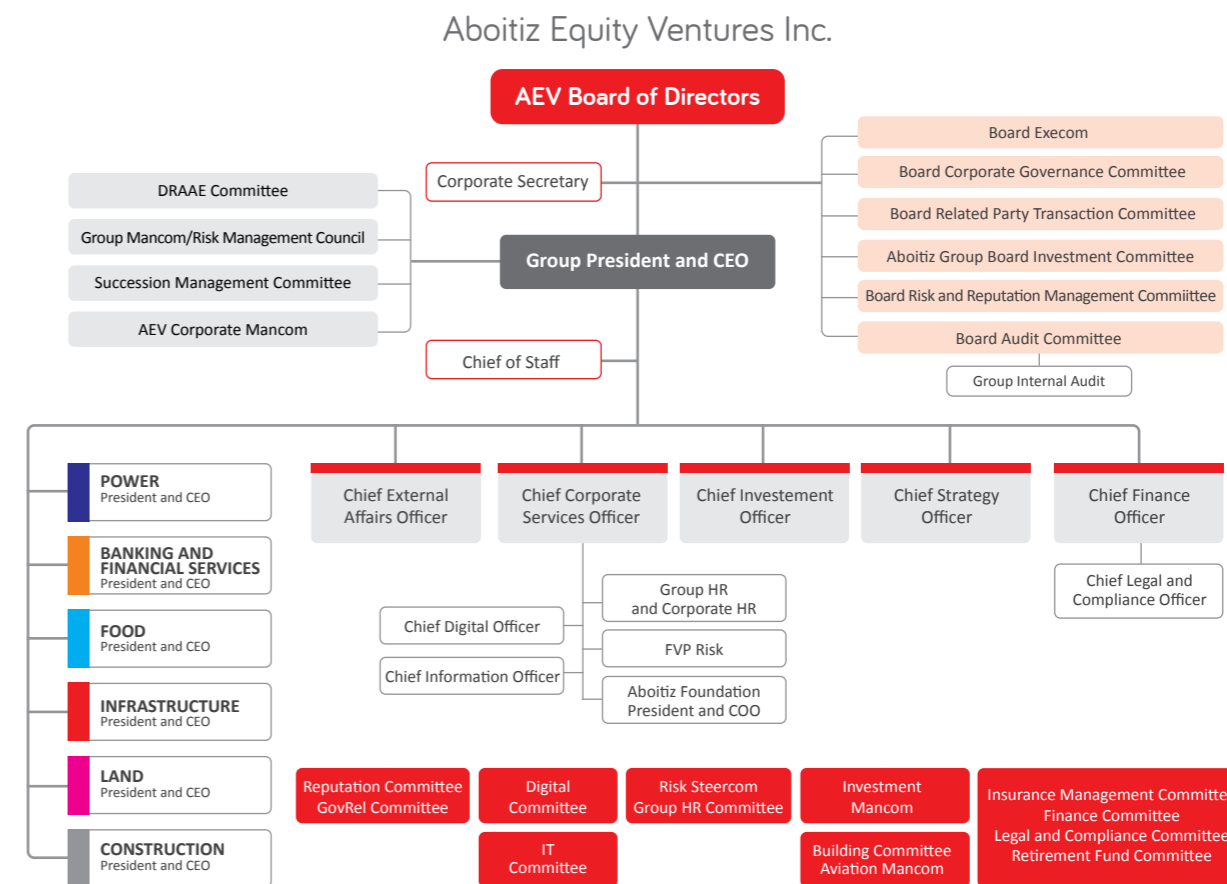 Aboitiz Equity Ventures Inc.
AEV Board of Directors
Corporate Secretary
Board Execom
Board Corporate Governance Committee
Board Related Party Transaction Committee
Aboitiz Group Board Investment Committee
Board Risk and Reputation Management Commiittee
Board Audit Committee
Group Internal Audit
DRAAE Committee
Group Mancom/Risk Management Council
Succession Management Committee
AEV Corporate Mancom
Group President and CEO
Chief of Staff
POWER
President and CEO
BANKING AND
FINANCIAL SERVICES
President and CEO
FOOD
President and CEO
INFRASTRUCTURE
President and CEO
LAND
President and CEO
CONSTRUCTION
President and CEO
Chief External
Affairs Officer
Chief Corporate
Services Officer
Chief Investement
Officer
Chief Strategy
Officer
Chief Finance
Officer
Chief Digital Officer
Chief Information Officer
Group HR
and Corporate HR
FVP Risk
Aboitiz Foundation
President and COO
Chief Legal and
Compliance Officer
Reputation Committee
GovRel Committee
Digital
Committee
IT
Committee
Risk Steercom
Group HR Committee
Investment
Mancom
Building Committee
Aviation Mancom
Insurance Management Committe
Finance Committee
Legal and Compliance Committee
Retirement Fund Committee